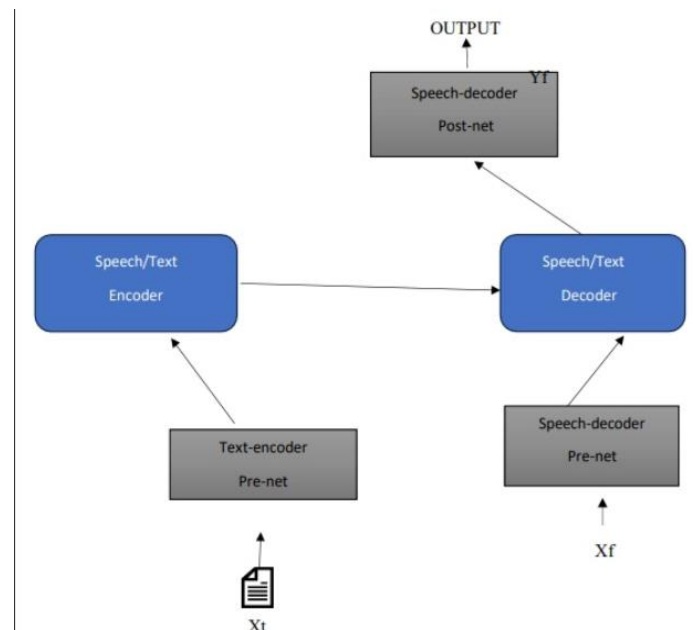 OUTPUT
Yf
Speech-decoder
Post-net
Speech/Text
Encoder
Speech/Text
Decoder
Text-encoder
Pre-net
Speech-decoder
Pre-net
Xf
Xt